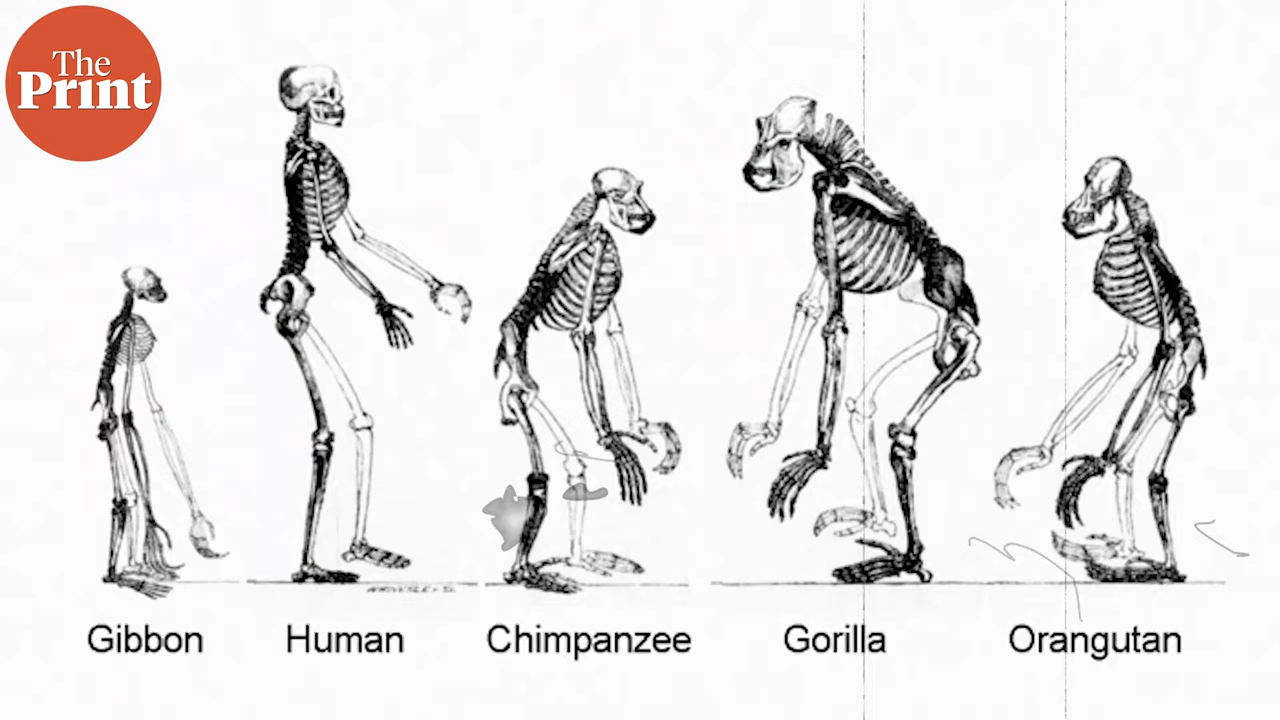 The
Print
Gibbon
Human
Chimpanzee
Gorilla
Orangutan